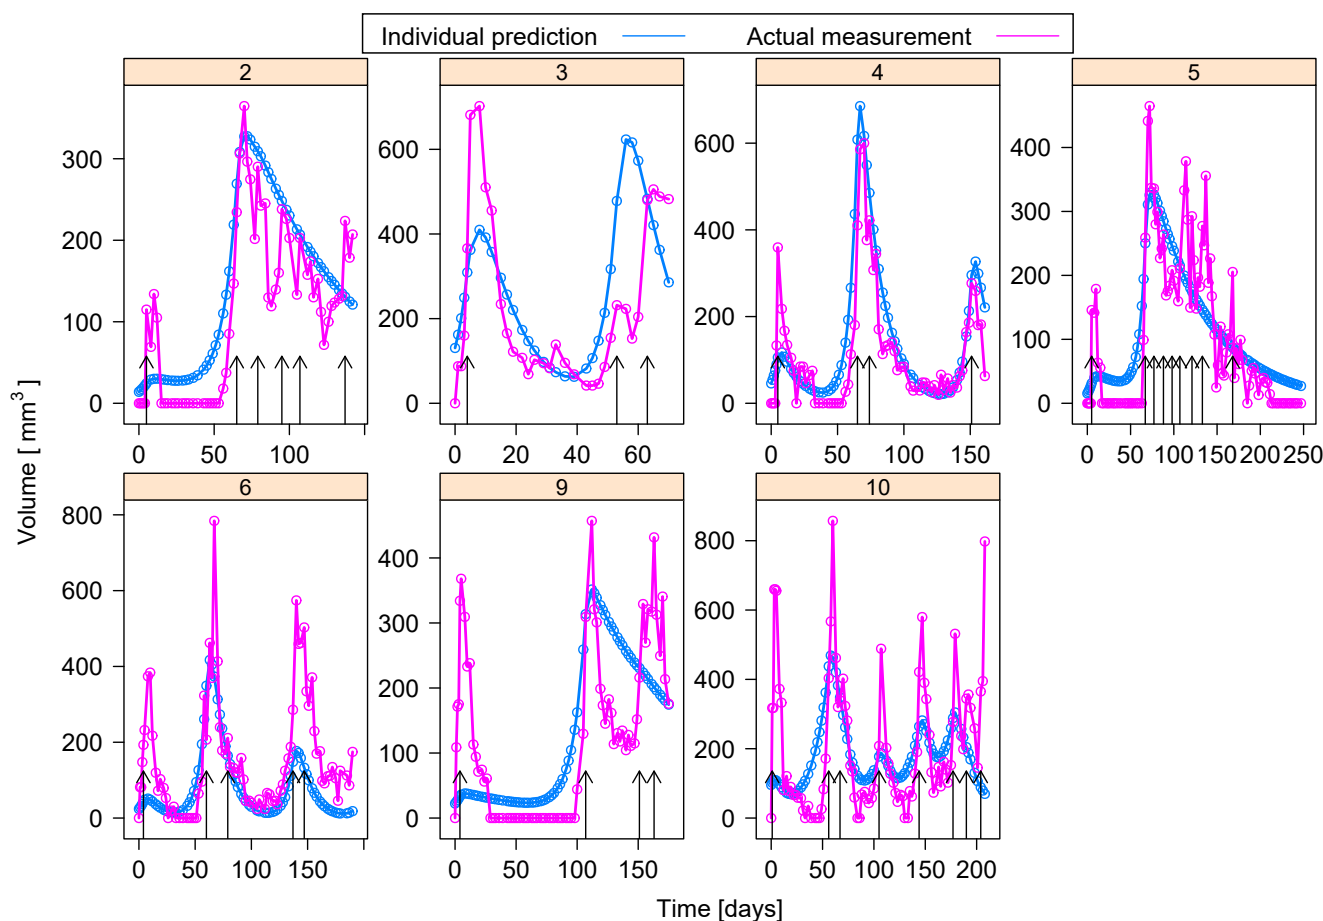 Individual prediction Actual measurement
2 3 4 5
0 100 200 300
0 50 100
0 200 400 600
0 20 40 60
0 200 400 600
0 50 100 150
0 100 200 300 400
0 50 100 150 200 250
6 9 10
0 200 400 600 800
0 50 100 150
0 100 200 300 400
0 50 100 150
0 200 400 600 800
0 50 100 150 200
Volume [ mm³]
Time [days]